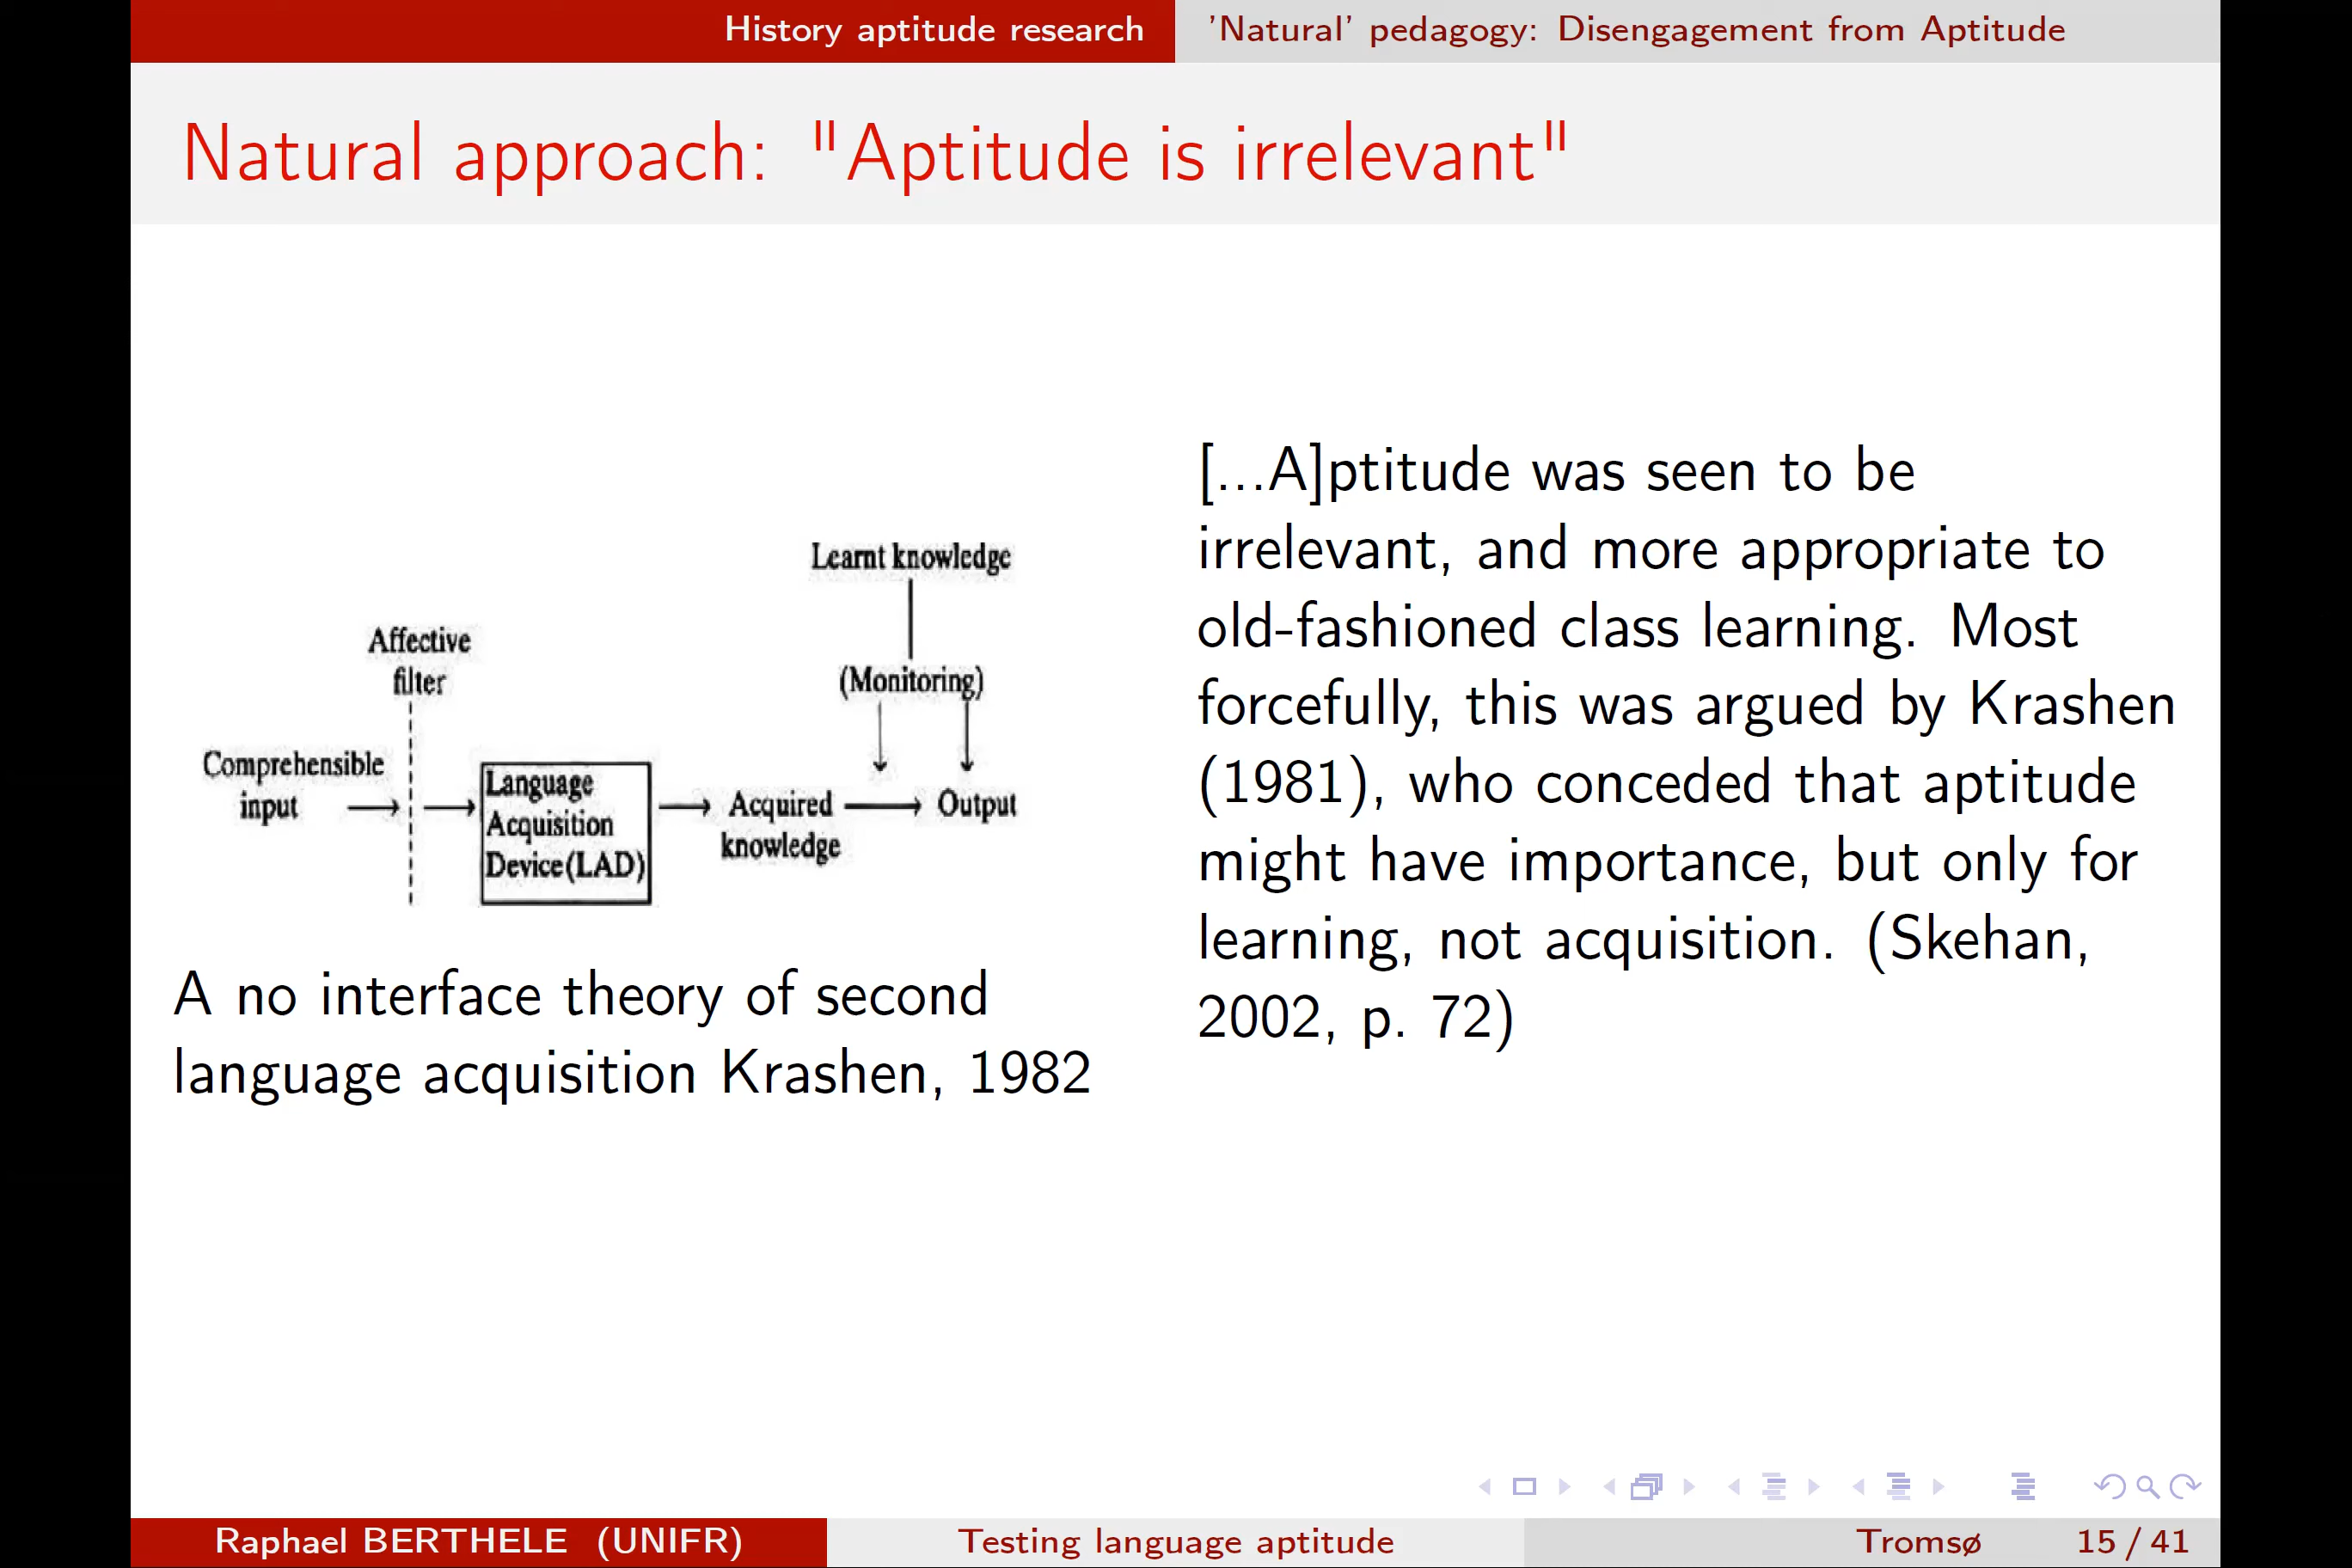 History aptitude research
'Natural' pedagogy: Disengagement from Aptitude
Natural approach: "Aptitude is irrelevant"
Learnt knowledge
(Monitoring)
Affective
filter
Comprehensible
input
Language
Acquisition
Device(LAD)
Acquired
knowledge
Output
A no interface theory of second
language acquisition Krashen, 1982
[...A]ptitude was seen to be
irrelevant, and more appropriate to
old-fashioned class learning. Most
forcefully, this was argued by Krashen
(1981), who conceded that aptitude
might have importance, but only for
learning, not acquisition. (Skehan,
2002, p. 72)
Raphael BERTHELE (UNIFR)
Testing language aptitude
Tromsø
15 / 41